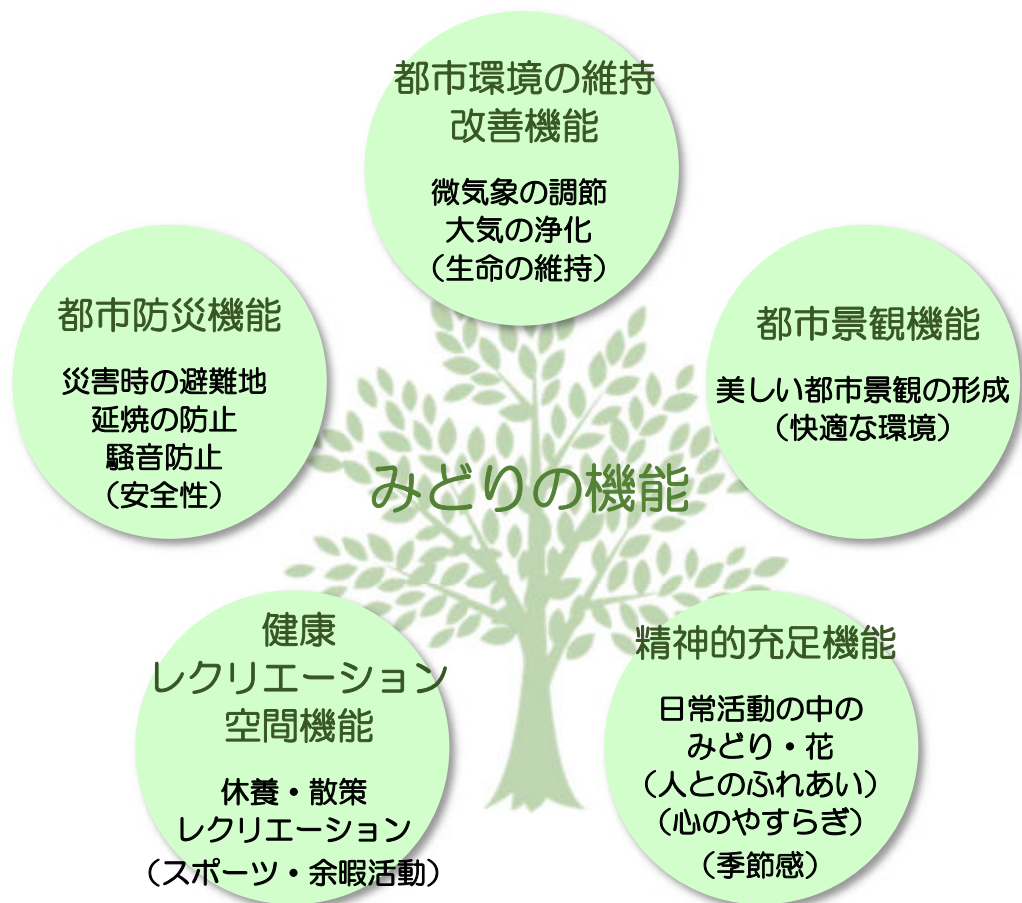 都市環境の維持
改善機能
微気象の調節
大気の浄化
（生命の維持）
都市防災機能
災害時の避難地
延焼の防止
騒音防止
（安全性）
都市景観機能
美しい都市景観の形成
（快適な環境）
みどりの機能
健康
レクリエーション
空間機能
休養・散策
レクリエーション
（スポーツ・余暇活動）
精神的充足機能
日常活動の中の
みどり・花
（人とのふれあい）
（心のやすらぎ）
（季節感）